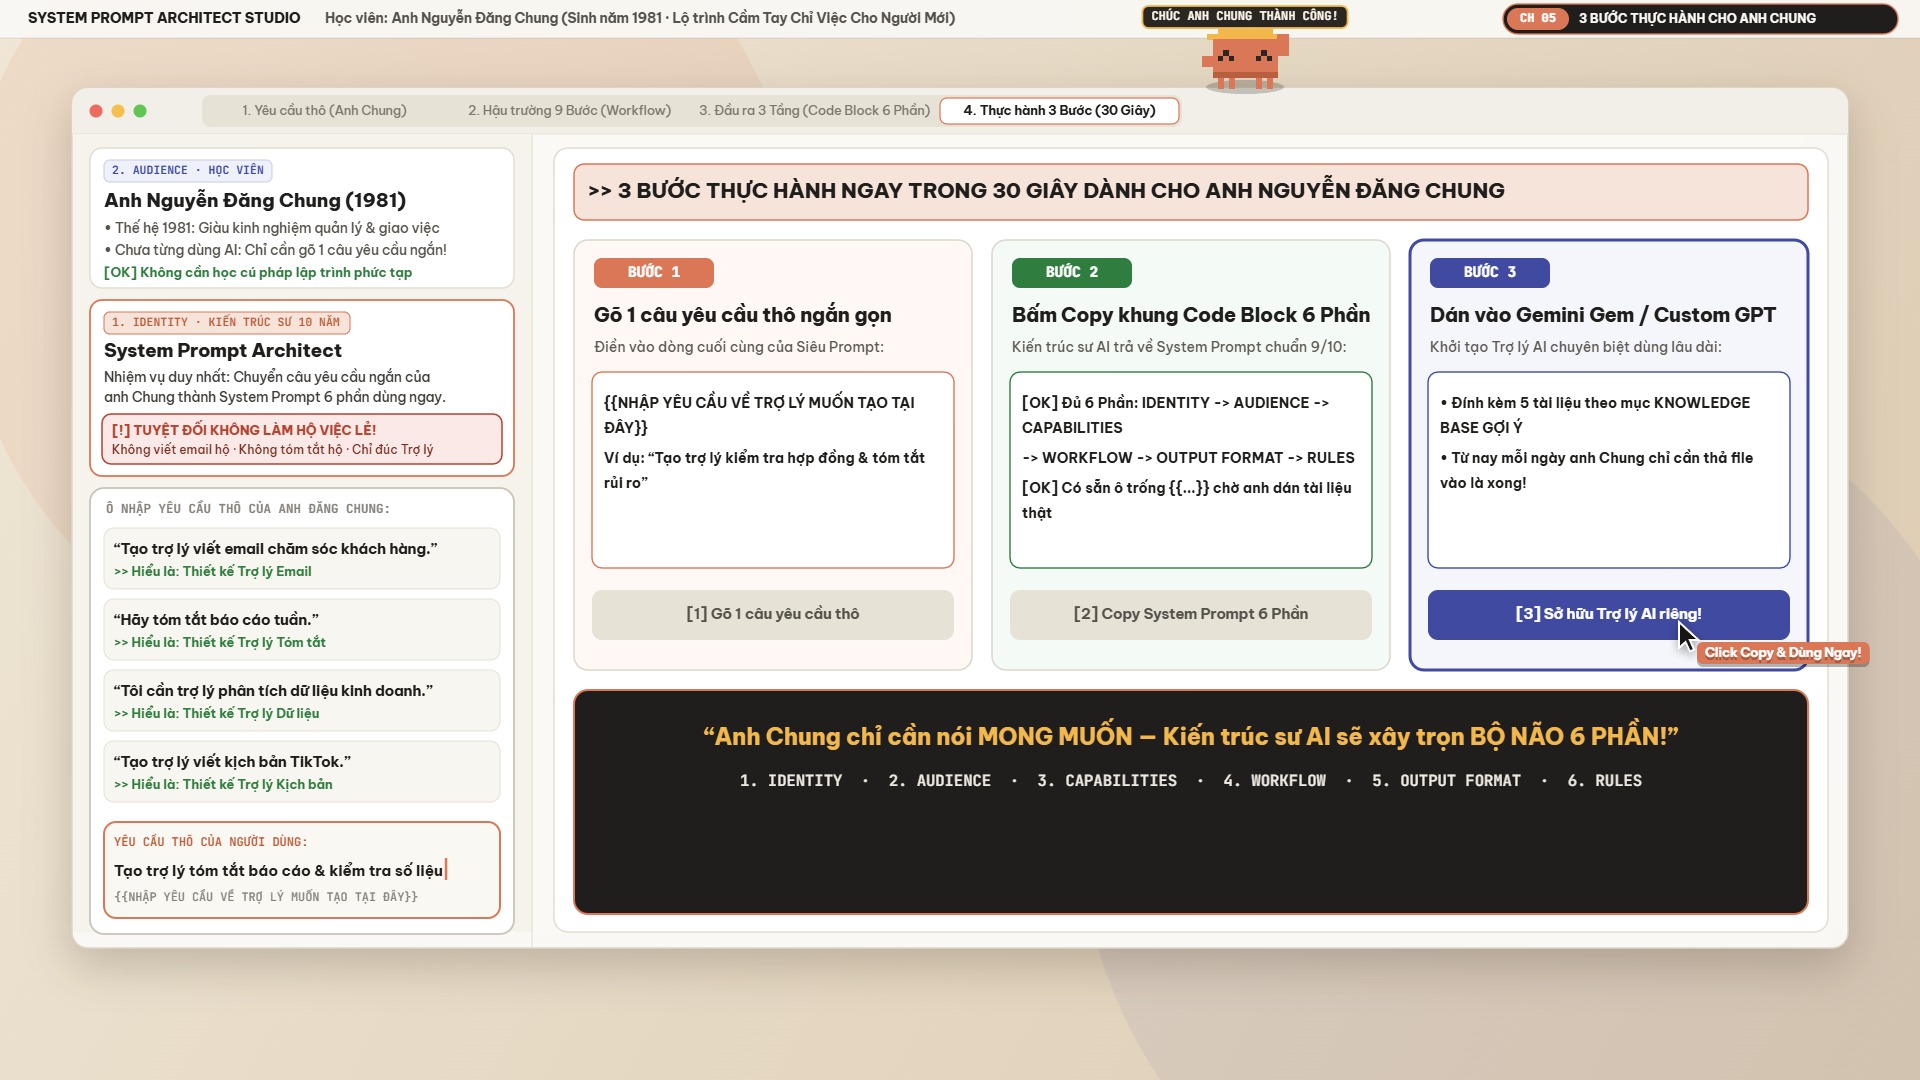 SYSTEM PROMPT ARCHITECT STUDIO
Học viên: Anh Nguyễn Đăng Chung (Sinh năm 1981 · Lộ trình Cầm Tay Chỉ Việc Cho Người Mới)
CHÚC ANH CHUNG THÀNH CÔNG!
CH 05
3 BƯỚC THỰC HÀNH CHO ANH CHUNG
1. Yêu cầu thô (Anh Chung)
2. Hậu trường 9 Bước (Workflow)
3. Đầu ra 3 Tầng (Code Block 6 Phần)
4. Thực hành 3 Bước (30 Giây)
2. AUDIENCE · HỌC VIÊN
Anh Nguyễn Đăng Chung (1981)
• Thế hệ 1981: Giàu kinh nghiệm quản lý & giao việc
• Chưa từng dùng AI: Chỉ cần gõ 1 câu yêu cầu ngắn!
[OK] Không cần học cú pháp lập trình phức tạp
1. IDENTITY · KIẾN TRÚC SƯ 10 NĂM
System Prompt Architect
Nhiệm vụ duy nhất: Chuyển câu yêu cầu ngắn của
anh Chung thành System Prompt 6 phần dùng ngay.
[!] TUYỆT ĐỐI KHÔNG LÀM HỘ VIỆC LẺ!
Không viết email hộ · Không tóm tắt hộ · Chỉ đúc Trợ lý
Ô NHẬP YÊU CẦU THÔ CỦA ANH ĐĂNG CHUNG:
“Tạo trợ lý viết email chăm sóc khách hàng.”
>> Hiểu là: Thiết kế Trợ lý Email
“Hãy tóm tắt báo cáo tuần.”
>> Hiểu là: Thiết kế Trợ lý Tóm tắt
“Tôi cần trợ lý phân tích dữ liệu kinh doanh.”
>> Hiểu là: Thiết kế Trợ lý Dữ liệu
“Tạo trợ lý viết kịch bản TikTok.”
>> Hiểu là: Thiết kế Trợ lý Kịch bản
YÊU CẦU THÔ CỦA NGƯỜI DÙNG:
Tạo trợ lý tóm tắt báo cáo & kiểm tra số liệu
{{NHẬP YÊU CẦU VỀ TRỢ LÝ MUỐN TẠO TẠI ĐÂY}}
>> 3 BƯỚC THỰC HÀNH NGAY TRONG 30 GIÂY DÀNH CHO ANH NGUYỄN ĐĂNG CHUNG
BƯỚC 1
Gõ 1 câu yêu cầu thô ngắn gọn
Điền vào dòng cuối cùng của Siêu Prompt:
{{NHẬP YÊU CẦU VỀ TRỢ LÝ MUỐN TẠO TẠI
ĐÂY}}
Ví dụ: “Tạo trợ lý kiểm tra hợp đồng & tóm tắt
rủi ro”
[1] Gõ 1 câu yêu cầu thô
BƯỚC 2
Bấm Copy khung Code Block 6 Phần
Kiến trúc sư AI trả về System Prompt chuẩn 9/10:
[OK] Đủ 6 Phần: IDENTITY -> AUDIENCE ->
CAPABILITIES
-> WORKFLOW -> OUTPUT FORMAT -> RULES
[OK] Có sẵn ô trống {{...}} chờ anh dán tài liệu
thật
[2] Copy System Prompt 6 Phần
BƯỚC 3
Dán vào Gemini Gem / Custom GPT
Khởi tạo Trợ lý AI chuyên biệt dùng lâu dài:
• Đính kèm 5 tài liệu theo mục KNOWLEDGE
BASE GỢI Ý
• Từ nay mỗi ngày anh Chung chỉ cần thả file
vào là xong!
[3] Sở hữu Trợ lý AI riêng!
Click Copy & Dùng Ngay!
“Anh Chung chỉ cần nói MONG MUỐN — Kiến trúc sư AI sẽ xây trọn BỘ NÃO 6 PHẦN!”
1. IDENTITY · 2. AUDIENCE · 3. CAPABILITIES · 4. WORKFLOW · 5. OUTPUT FORMAT · 6. RULES